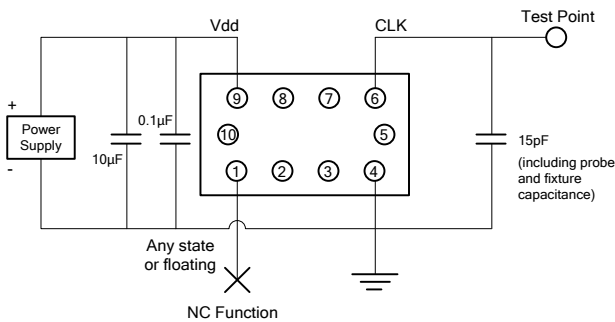 Test Point
Vdd
CLK
+
Power
Supply
-
10µF
0.1µF
9
8
7
6
10
5
1
2
3
4
15pF
(including probe
and fixture
capacitance)
Any state
or floating
NC Function